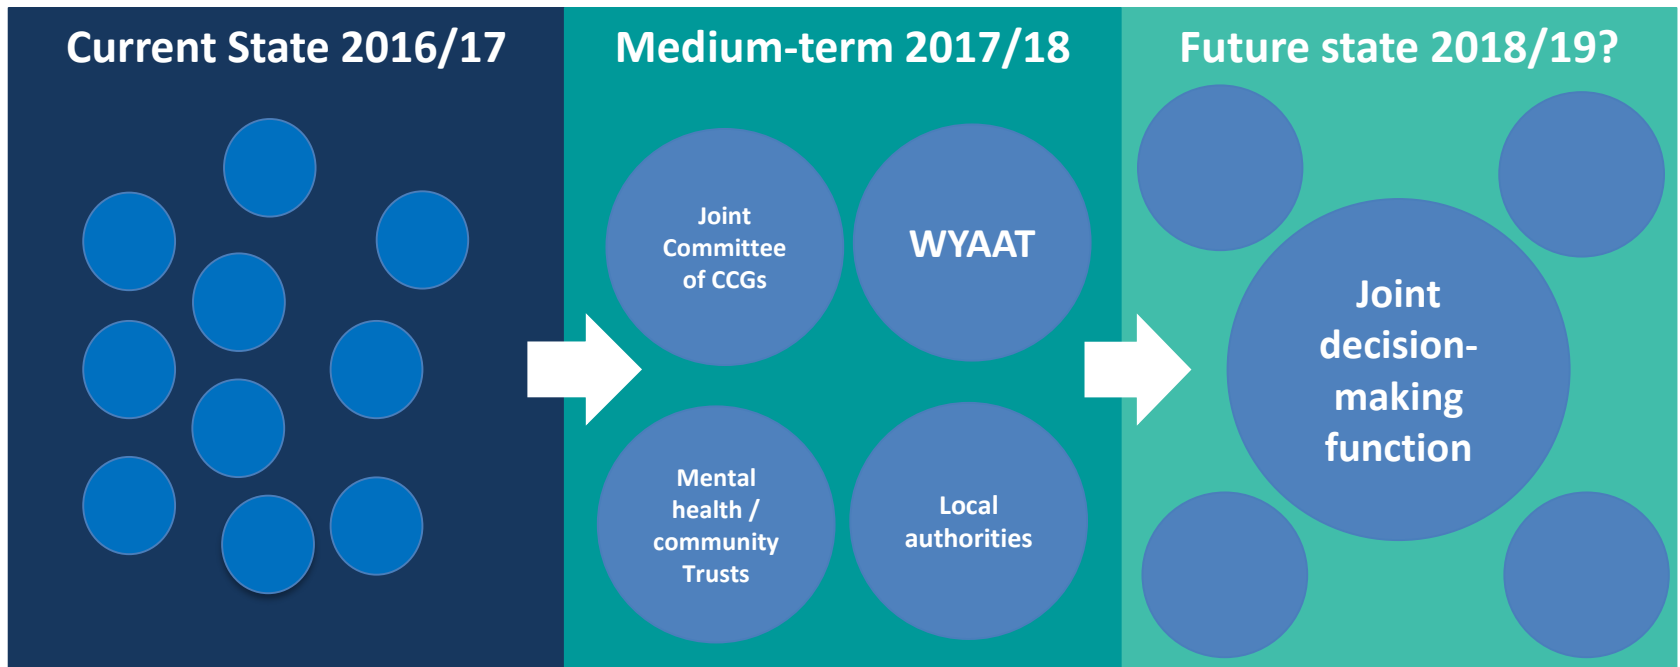 Current State 2016/17
Medium-term 2017/18
Future state 2018/19?
Joint
Committee
of CCGs
WYAAT
Mental
health /
community
Trusts
Local
authorities
Joint
decision-
making
function